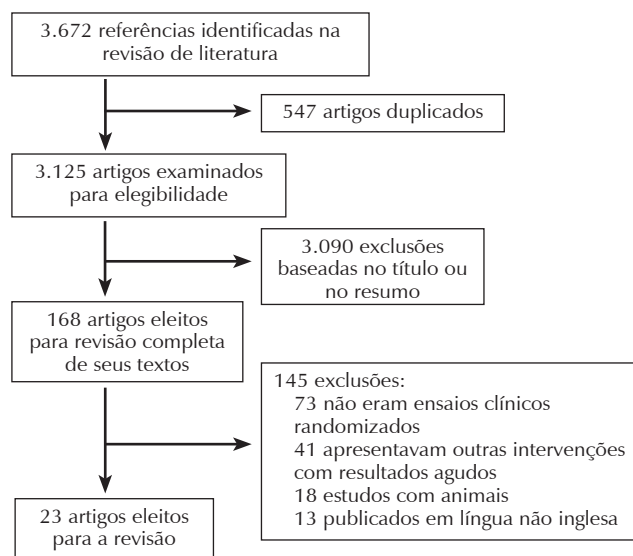 3.672 referências identificadas na
revisão de literatura
547 artigos duplicados
3.125 artigos examinados
para elegibilidade
3.090 exclusões
baseadas no título ou
no resumo
168 artigos eleitos
para revisão completa
de seus textos
145 exclusões:
73 não eram ensaios clínicos
randomizados
41 apresentavam outras intervenções
com resultados agudos
18 estudos com animais
13 publicados em língua não inglesa
23 artigos eleitos
para a revisão